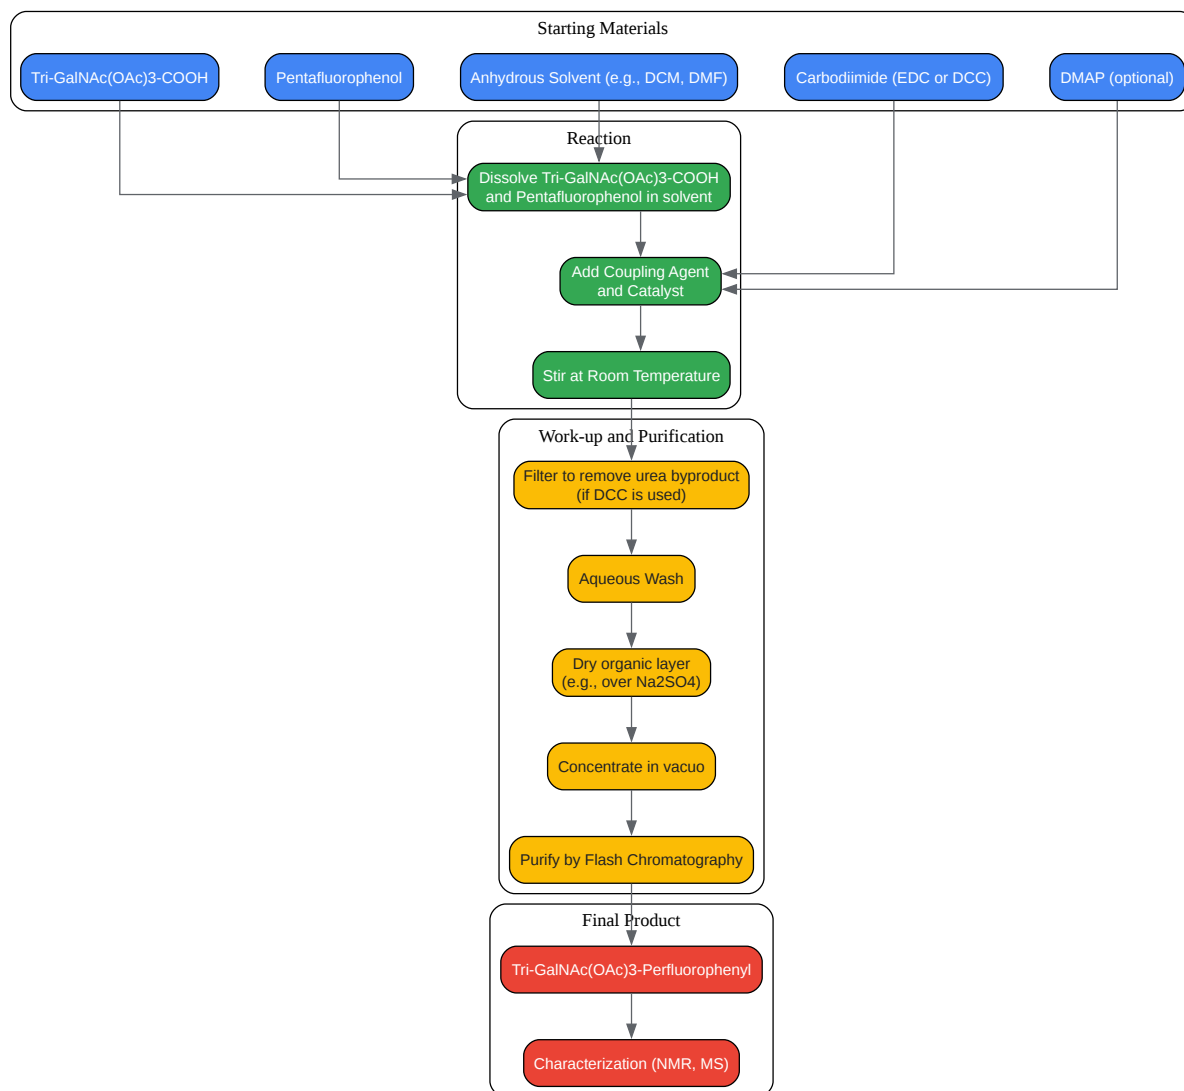 Starting Materials
Tri-GalNAc(OAc)3-COOH
Pentafluorophenol
Anhydrous Solvent (e.g., DCM, DMF)
Carbodiimide (EDC or DCC)
DMAP (optional)
Reaction
Dissolve Tri-GalNAc(OAc)3-COOH
and Pentafluorophenol in solvent
Add Coupling Agent
and Catalyst
Stir at Room Temperature
Work-up and Purification
Filter to remove urea byproduct
(if DCC is used)
Aqueous Wash
Dry organic layer
(e.g., over Na2SO4)
Concentrate in vacuo
Purify by Flash Chromatography
Final Product
Tri-GalNAc(OAc)3-Perfluorophenyl
Characterization (NMR, MS)